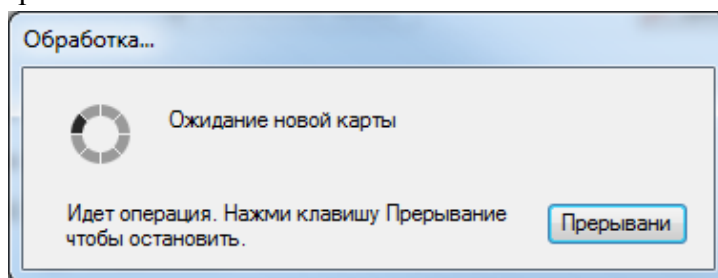 Обработка...
Ожидание новой карты
Идет операция. Нажми клавишу Прерывание
чтобы остановить.
Прерывани